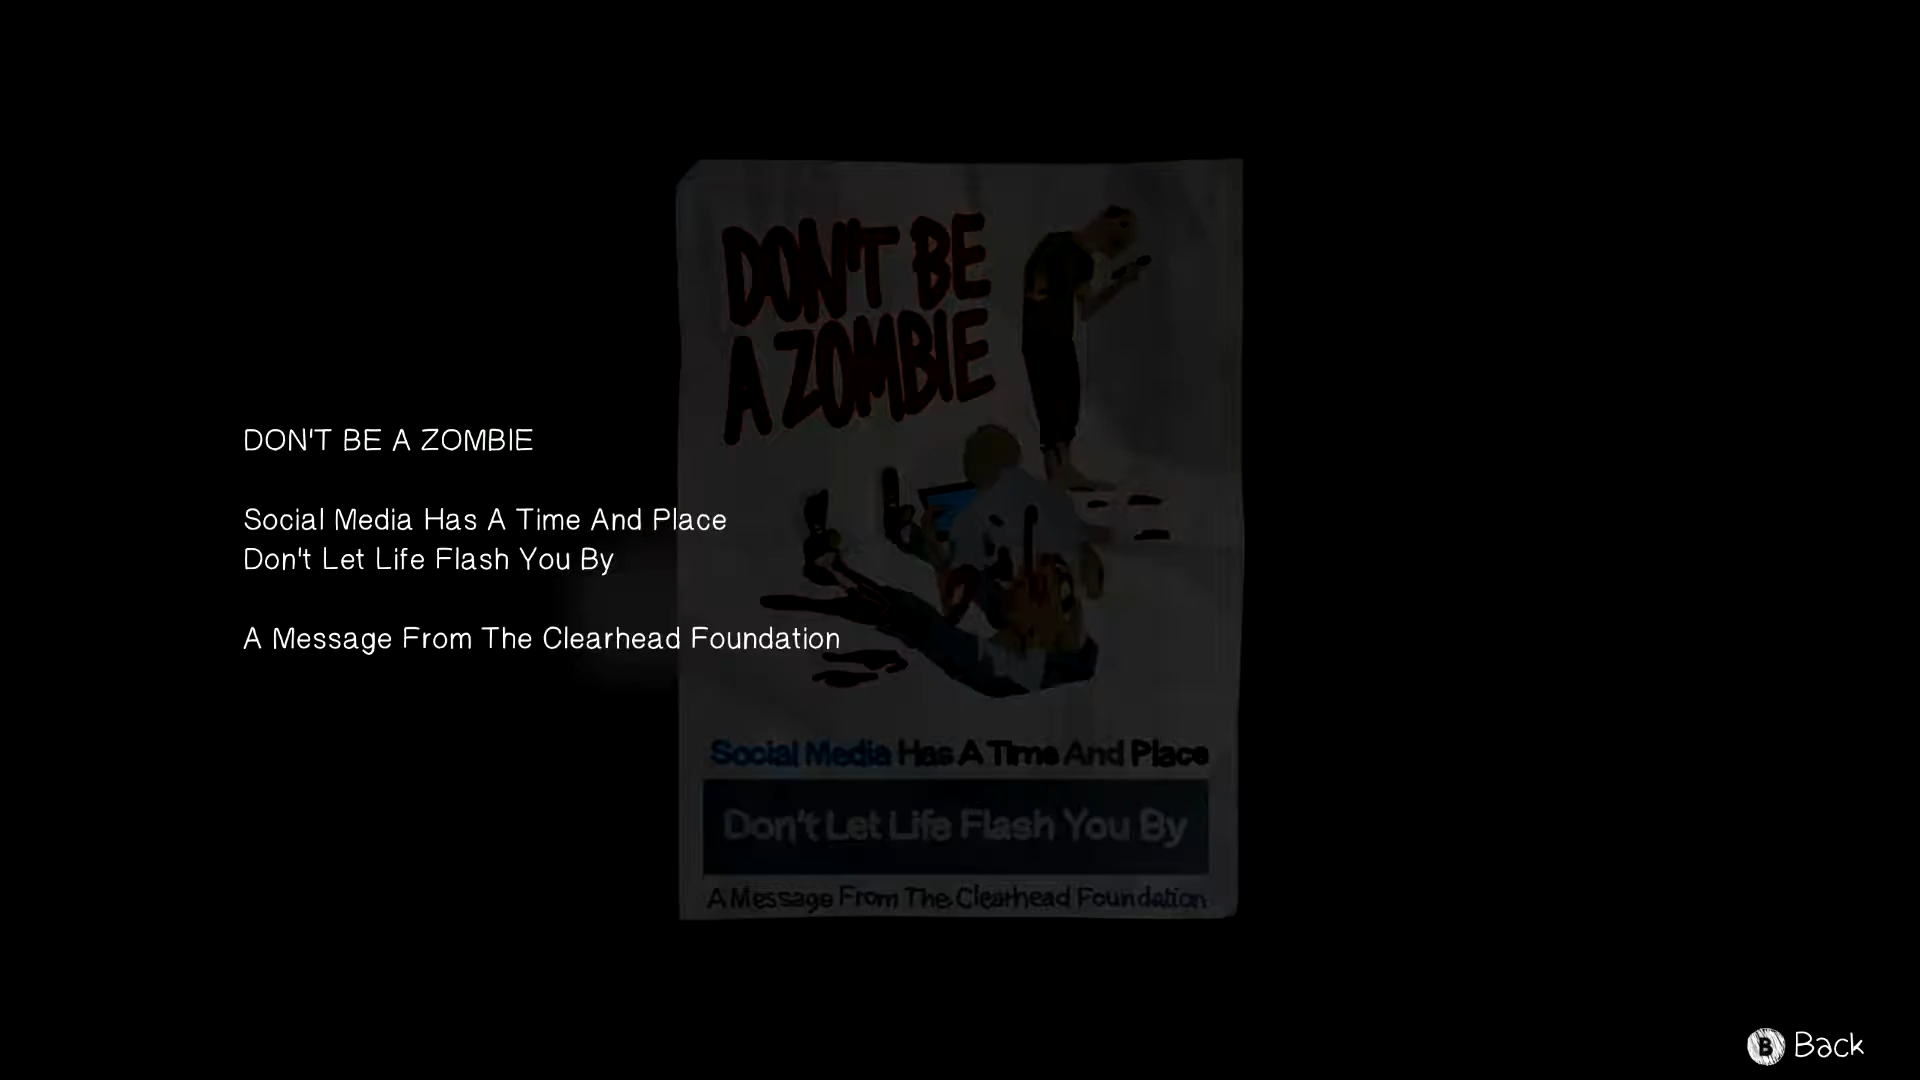 DON'T BE A ZOMBIE
Social Media Has A Time And Place
Don't Let Life Flash You By
A Message From The Clearhead Foundation
DON'T BE
A ZOMBIE
Social Media Has A Time And Place
Don't Let Life Flash You By
A Message From The Clearhead Foundation
B Back